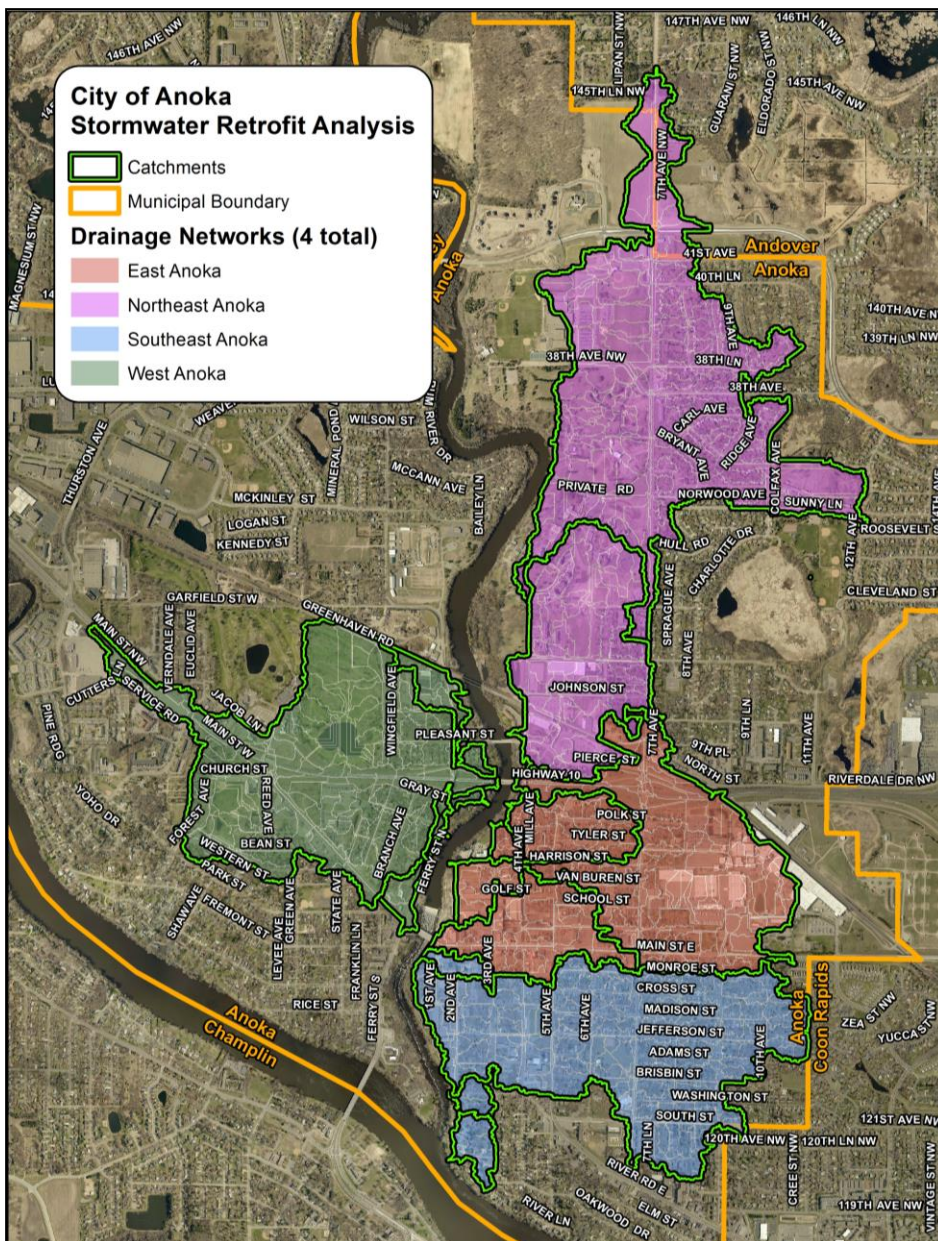 City of Anoka
Stormwater Retrofit Analysis
Catchments
Municipal Boundary
Drainage Networks (4 total)
East Anoka
Northeast Anoka
Southeast Anoka
West Anoka
146TH AVE NW
LIPAN ST NW
147TH AVE NW
146TH LN NW
145TH LN NW
GUARANI ST NW
ELDORADO ST NW
145TH AVE NW
7TH AVE NW
MAGNESIUM ST NW
Anoka
41ST AVE
Andover
Anoka
40TH LN
9TH AVE
140TH AVE N
139TH LN NW
38TH AVE NW
38TH LN
38TH AVE
WILSON ST
MINERAL POND
THURSTON AVE
MCCANN AVE
BAILEY LN
CARL AVE
BRYANT AVE
RIDGE AVE
COLFAX AVE
MCKINLEY ST
PRIVATE RD
NORWOOD AVE
SUNNY LN
14TH AVE
LOGAN ST
KENNEDY ST
HULL RD
CHARLOTTE DR
12TH AVE
ROOSEVELT S
GARFIELD ST W
GREENHAVEN RD
SPRAGUE AVE
8TH AVE
CLEVELAND ST
MAIN ST NW
VERNDALE AVE
EUCLID AVE
CUTTERS LN
SERVICE RD
JACOB LN
WINGFIELD AVE
JOHNSON ST
PINE RDG
MAIN ST W
PLEASANT ST
7TH AVE
9TH LN
11TH AVE
9TH PL
NORTH ST
PIERCE ST
CHURCH ST
HIGHWAY 10
RIVERDALE DR NW
YOHO DR
FOREST AVE
REED AVE
GRAY ST
MILL AVE
POLK ST
4TH AVE
TYLER ST
BEAN ST
BRANCH AVE
FERRY ST N
HARRISON ST
WESTERN ST
VAN BUREN ST
PARK ST
GOLF ST
SCHOOL ST
SHAW AVE
FREMONT ST
LEVEE AVE
GREEN AVE
STATE AVE
FRANKLIN LN
MAIN ST E
MONROE ST
1ST AVE
2ND AVE
3RD AVE
CROSS ST
RICE ST
FERRY ST S
5TH AVE
6TH AVE
MADISON ST
JEFFERSON ST
10TH AVE
Anoka
Coon Rapids
ZEA ST NW
YUCCA ST NW
Anoka
Champlin
ADAMS ST
BRISBIN ST
WASHINGTON ST
SOUTH ST
121ST AVE NW
120TH AVE NW
120TH LN NW
7TH LN
RIVER RD E
CREE ST NW
ELM ST
119TH AVE NW
VINTAGE ST NW
RIVER LN
OAKWOOD DR